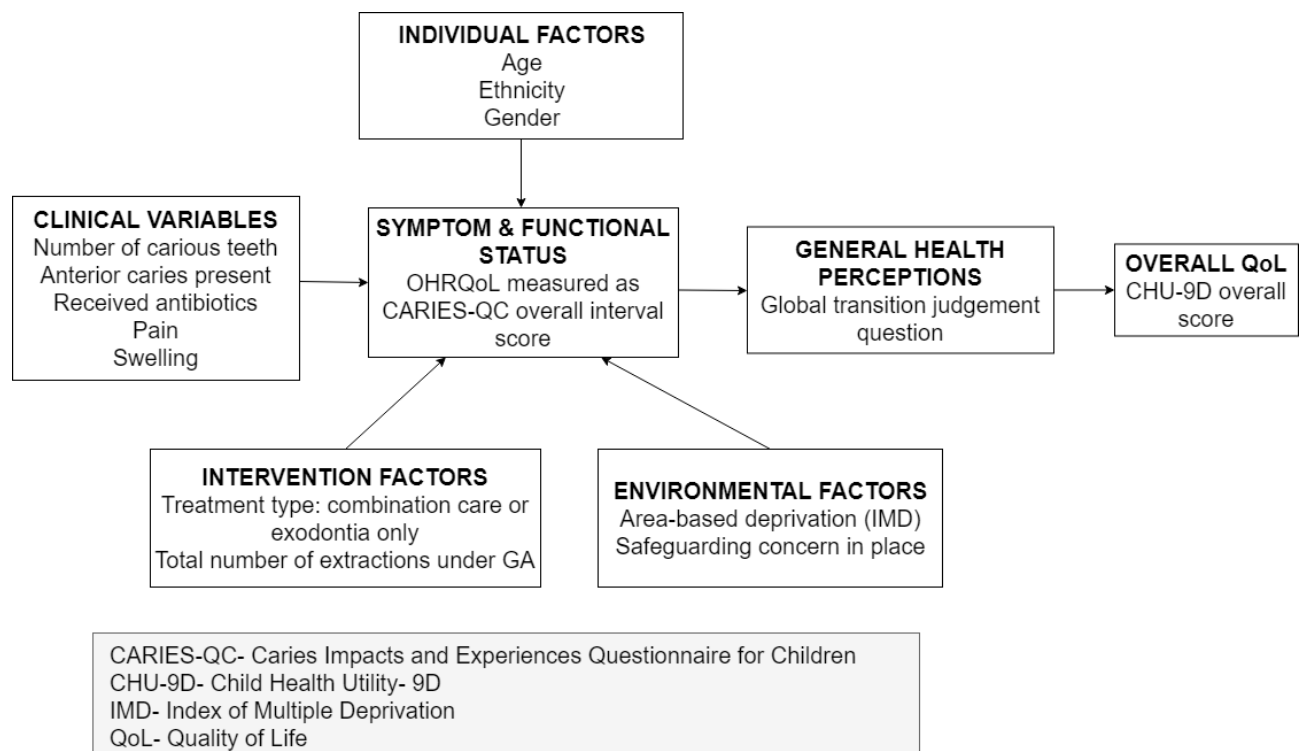 INDIVIDUAL FACTORS
Age
Ethnicity
Gender
CLINICAL VARIABLES
Number of carious teeth
Anterior caries present
Received antibiotics
Pain
Swelling
SYMPTOM & FUNCTIONAL
STATUS
OHRQoL measured as
CARIES-QC overall interval
score
GENERAL HEALTH
PERCEPTIONS
Global transition judgement
question
OVERALL QoL
CHU-9D overall
score
INTERVENTION FACTORS
Treatment type: combination care or
exodontia only
Total number of extractions under GA
ENVIRONMENTAL FACTORS
Area-based deprivation (IMD)
Safeguarding concern in place
CARIES-QC- Caries Impacts and Experiences Questionnaire for Children
CHU-9D- Child Health Utility- 9D
IMD- Index of Multiple Deprivation
QoL- Quality of Life